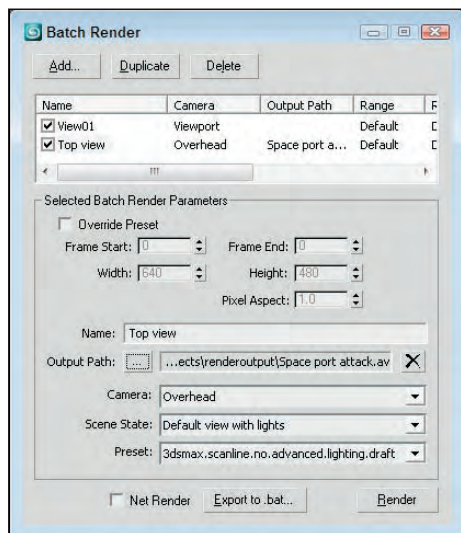 Batch Render
Add... Duplicate Delete
Name Camera Output Path Range
View01 Viewport Default
Top view Overhead Space port a... Default
Selected Batch Render Parameters
Override Preset
Frame Start: 0 Frame End: 0
Width: 640 Height: 480
Pixel Aspect: 1.0
Name: Top view
Output Path: ... ...ects\renderoutput\Space port attack.av
Camera: Overhead
Scene State: Default view with lights
Preset: 3dsmax.scanline.no.advanced.lighting.draft
Net Render Export to .bat... Render